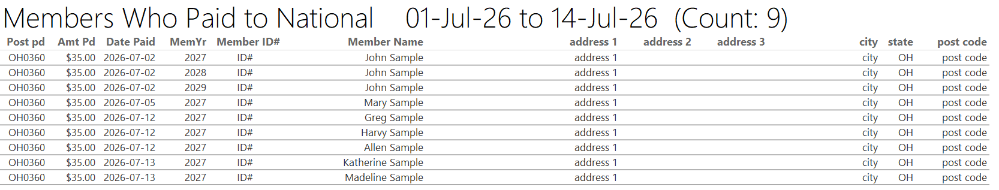 Members Who Paid to National 01-Jul-26 to 14-Jul-26 (Count: 9)
Post pd Amt Pd Date Paid MemYr Member ID# Member Name address 1 address 2 address 3 city state post code
OH0360 $35.00 2026-07-02 2027 ID# John Sample address 1 city OH post code
OH0360 $35.00 2026-07-02 2028 ID# John Sample address 1 city OH post code
OH0360 $35.00 2026-07-02 2029 ID# John Sample address 1 city OH post code
OH0360 $35.00 2026-07-05 2027 ID# Mary Sample address 1 city OH post code
OH0360 $35.00 2026-07-12 2027 ID# Greg Sample address 1 city OH post code
OH0360 $35.00 2026-07-12 2027 ID# Harvy Sample address 1 city OH post code
OH0360 $35.00 2026-07-12 2027 ID# Allen Sample address 1 city OH post code
OH0360 $35.00 2026-07-13 2027 ID# Katherine Sample address 1 city OH post code
OH0360 $35.00 2026-07-13 2027 ID# Madeline Sample address 1 city OH post code